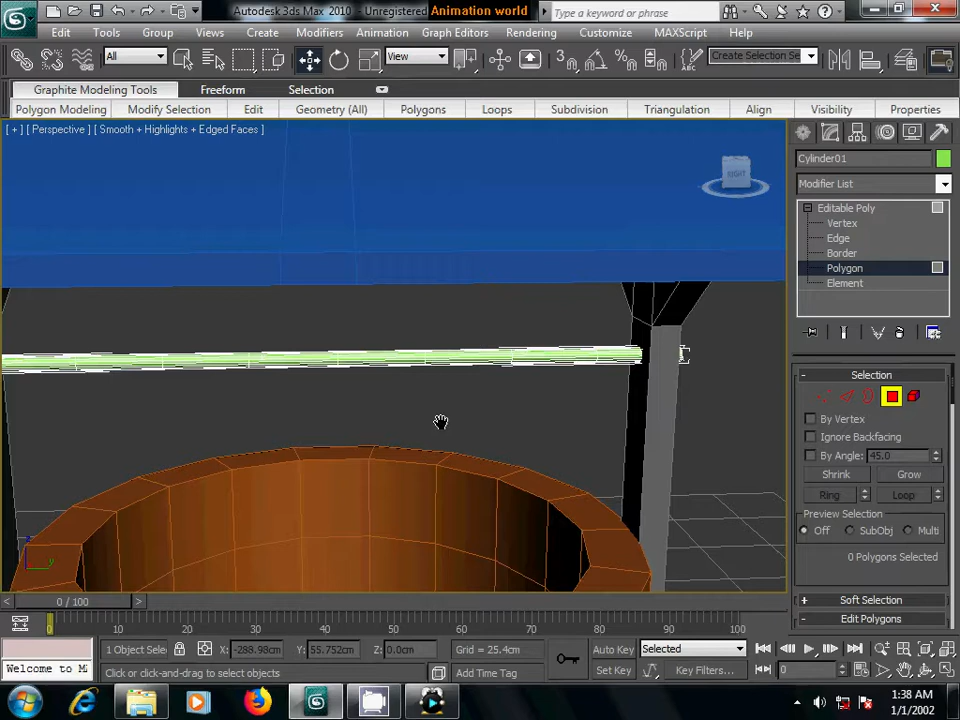 Autodesk 3ds Max 2010 - Unregistered Animation world
Type a keyword or phrase
Edit Tools Group Views Create Modifiers Animation Graph Editors Rendering Customize MAXScript Help
All View Create Selection Se
Graphite Modeling Tools Freeform Selection
Polygon Modeling Modify Selection Edit Geometry (All) Polygons Loops Subdivision Transform Align Visibility Properties
[ + ] [ Perspective ] [ Smooth + Highlights + Edged Faces ]
RIGHT
Cylinder01
Modifier List
Editable Poly
Vertex
Edge
Border
Polygon
Element
- Selection
By Vertex
Ignore Backfacing
By Angle: 45.0
Shrink Grow
Ring Loop
Preview Selection
Off SubObj Multi
0 Polygons Selected
+ Soft Selection
- Edit Polygons
y
< 0 / 100 >
0 10 20 30 40 50 60 70 80 90 100
1 Object Sele X: -288.98cm Y: 55.752cm Z: 0.0cm Grid = 25.4cm Auto Key Selected
Welcome to M Click or click-and-drag to select objects Add Time Tag Set Key Key Filters... 0
1:38 AM
1/1/2002